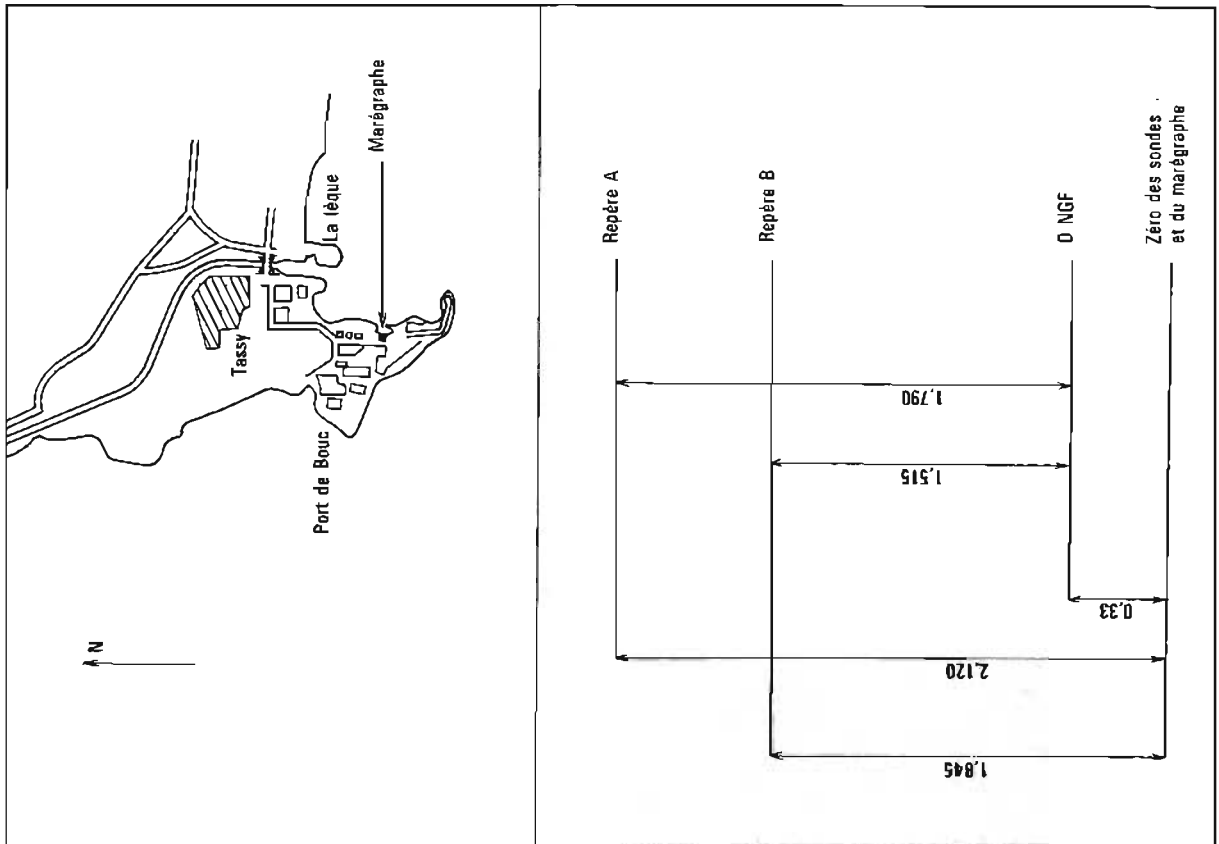 N
Tassy
Port de Bouc
La lèque
Marégraphe
Repère A
Repère B
0 NGF
Zéro des sondes
et du marégraphe
1,790
1,515
0,33
2,120
1,845